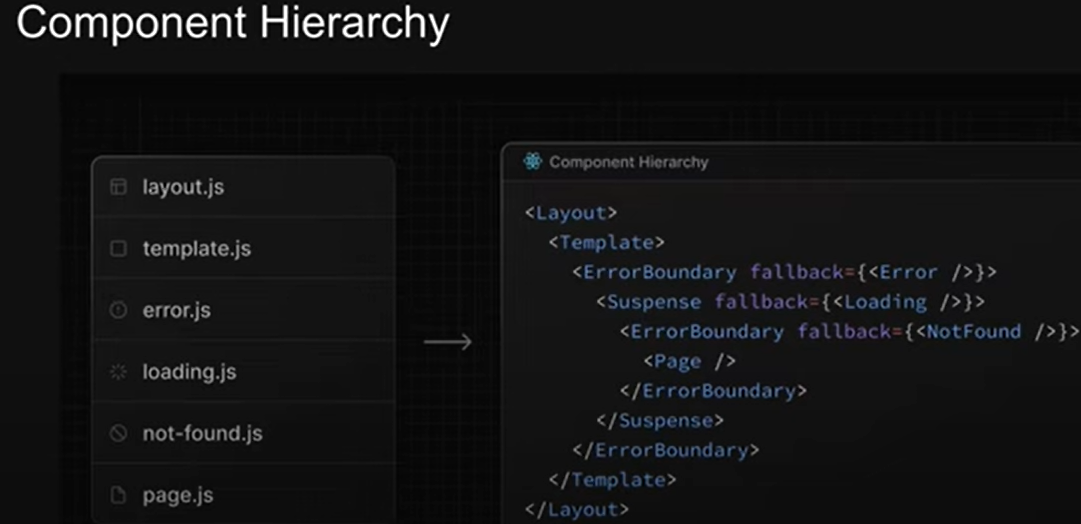 Component Hierarchy
layout.js
template.js
error.js
loading.js
not-found.js
page.js
Component Hierarchy
<Layout>
<Template>
<ErrorBoundary fallback={<Error />}>
<Suspense fallback={<Loading />}>
<ErrorBoundary fallback={<NotFound />}>
<Page />
</ErrorBoundary>
</Suspense>
</ErrorBoundary>
</Template>
</Layout>